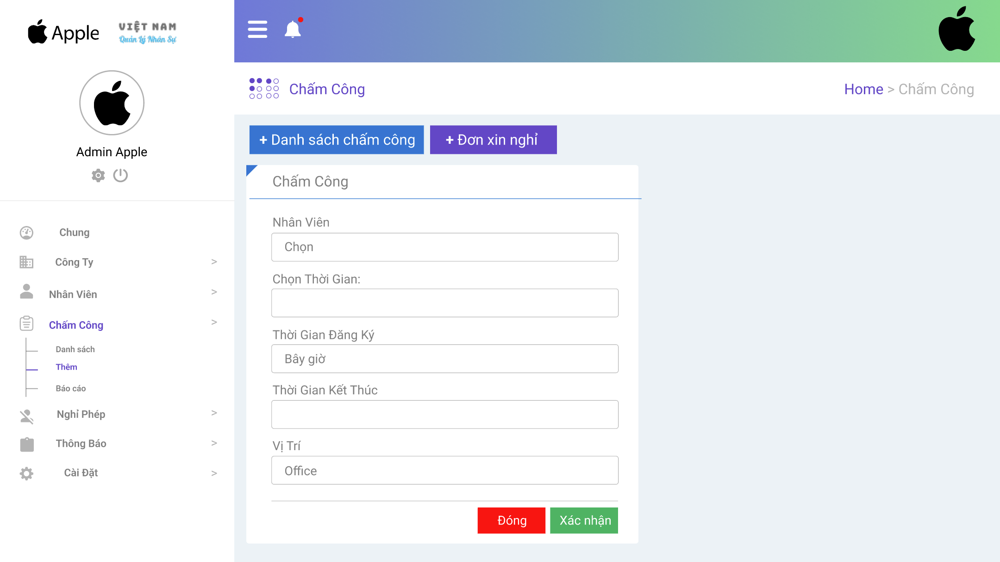 Apple
VIỆT NAM
Quản Lý Nhân Sự
Admin Apple
Chung
Công Ty >
Nhân Viên >
Chấm Công >
Danh sách
Thêm
Báo cáo
Nghỉ Phép >
Thông Báo >
Cài Đặt >
Chấm Công
Home > Chấm Công
+ Danh sách chấm công
+ Đơn xin nghỉ
Chấm Công
Nhân Viên
Chọn
Chọn Thời Gian:
Thời Gian Đăng Ký
Bây giờ
Thời Gian Kết Thúc
Vị Trí
Office
Đóng
Xác nhận